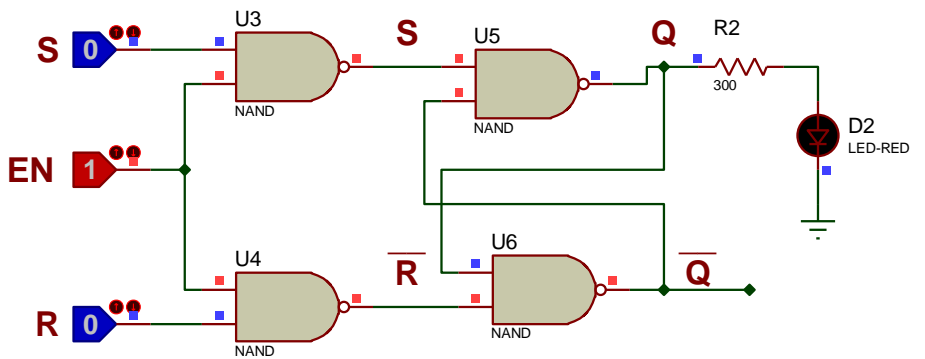 U3
S
0
NAND
S
U5
NAND
Q
R2
300
D2
LED-RED
EN
1
U4
R
0
NAND
R̅
U6
NAND
Q̅